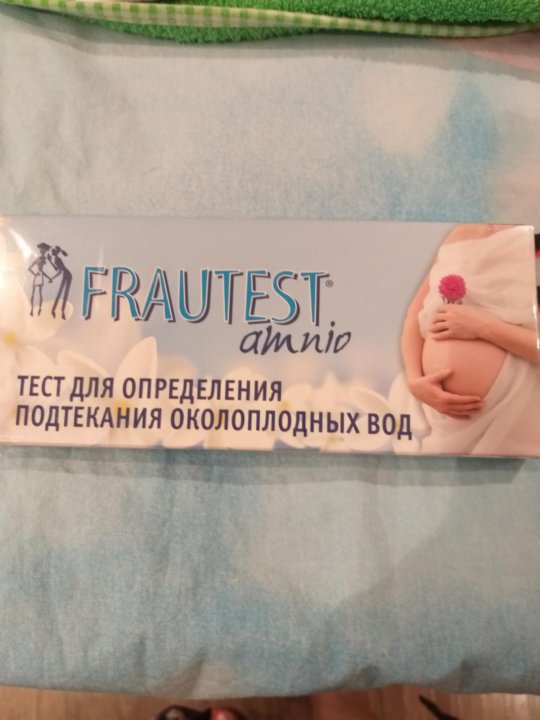 FRAUTEST®
amnio
ТЕСТ ДЛЯ ОПРЕДЕЛЕНИЯ
ПОДТЕКАНИЯ ОКОЛОПЛОДНЫХ ВОД